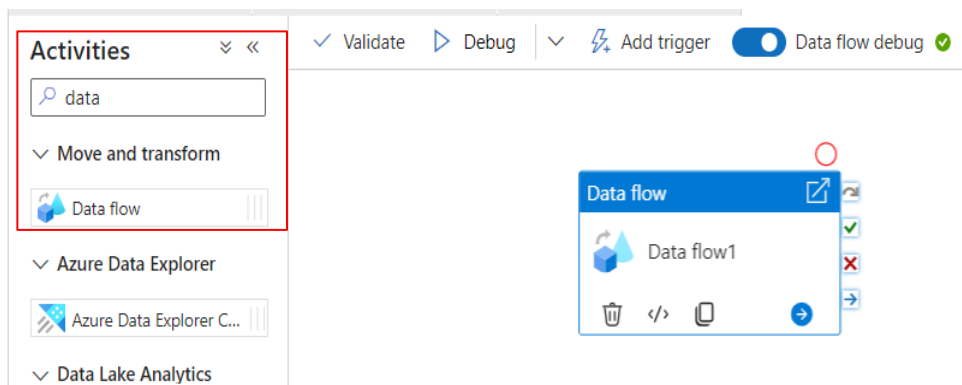 Activities
data
Move and transform
Data flow
Azure Data Explorer
Azure Data Explorer C...
Data Lake Analytics
Validate Debug Add trigger Data flow debug
Data flow
Data flow1